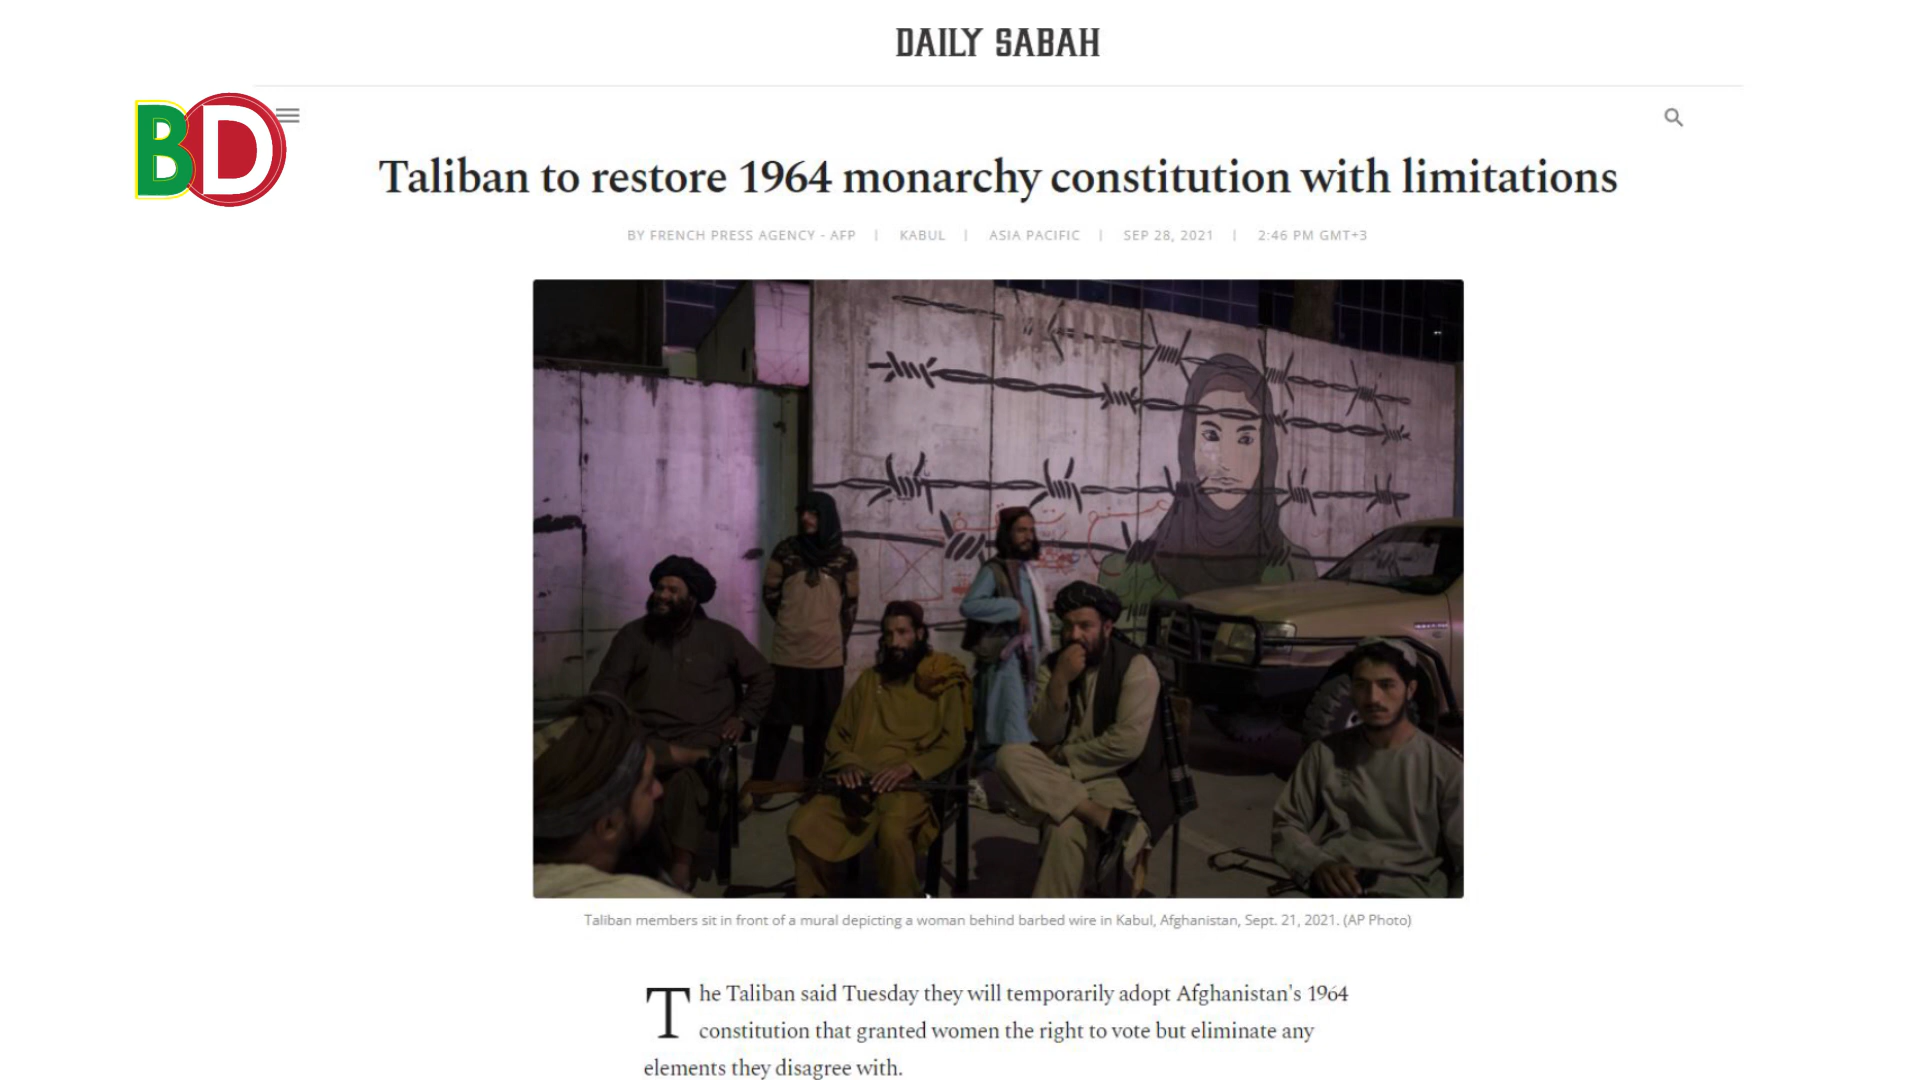 DAILY SABAH
BD
Taliban to restore 1964 monarchy constitution with limitations
BY FRENCH PRESS AGENCY - AFP | KABUL | ASIA PACIFIC | SEP 28, 2021 | 2:46 PM GMT+3
Taliban members sit in front of a mural depicting a woman behind barbed wire in Kabul, Afghanistan, Sept. 21, 2021. (AP Photo)
The Taliban said Tuesday they will temporarily adopt Afghanistan's 1964
constitution that granted women the right to vote but eliminate any
elements they disagree with.